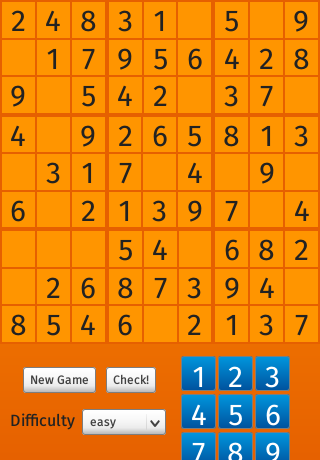 2 4 8 3 1 5 9
1 7 9 5 6 4 2 8
9 5 4 2 3 7
4 9 2 6 5 8 1 3
3 1 7 4 9
6 2 1 3 9 7 4
5 4 6 8 2
2 6 8 7 3 9 4
8 5 4 6 2 1 3 7
New Game Check! 1 2 3
Difficulty easy 4 5 6
7 8 9